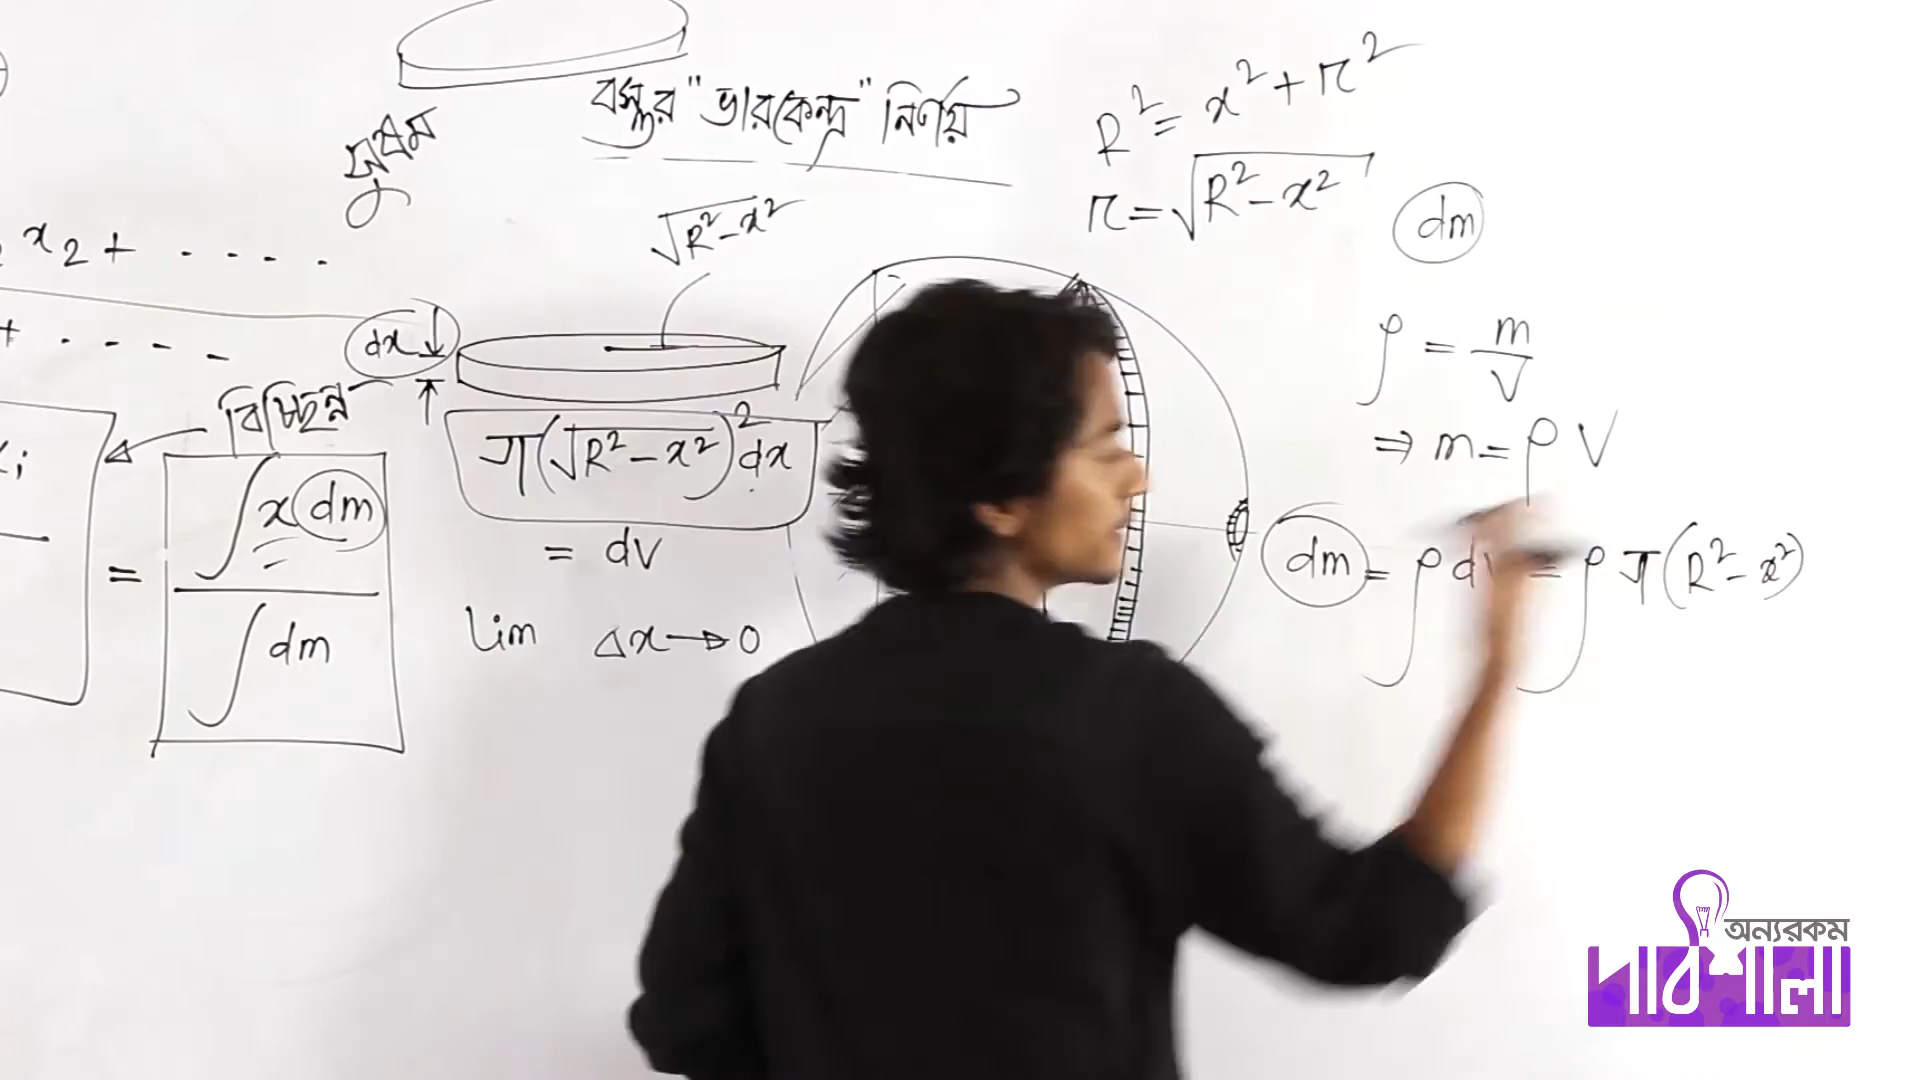 বস্তুর "ভারকেন্দ্র" নির্ণয়
সুষম
R² = x² + r²
r = √R² - x²
dm
√R² - x²
x₂ + . . . .
+ . - - -
dx
বিচ্ছিন্ন
π(√R² - x²)² dx
= dv
lim Δx → 0
= ∫ x dm
∫ dm
ρ = m/V
⇒ m = ρ V
dm = ρ dv = ρ π (R² - x²)
অন্যরকম
পাঠশালা